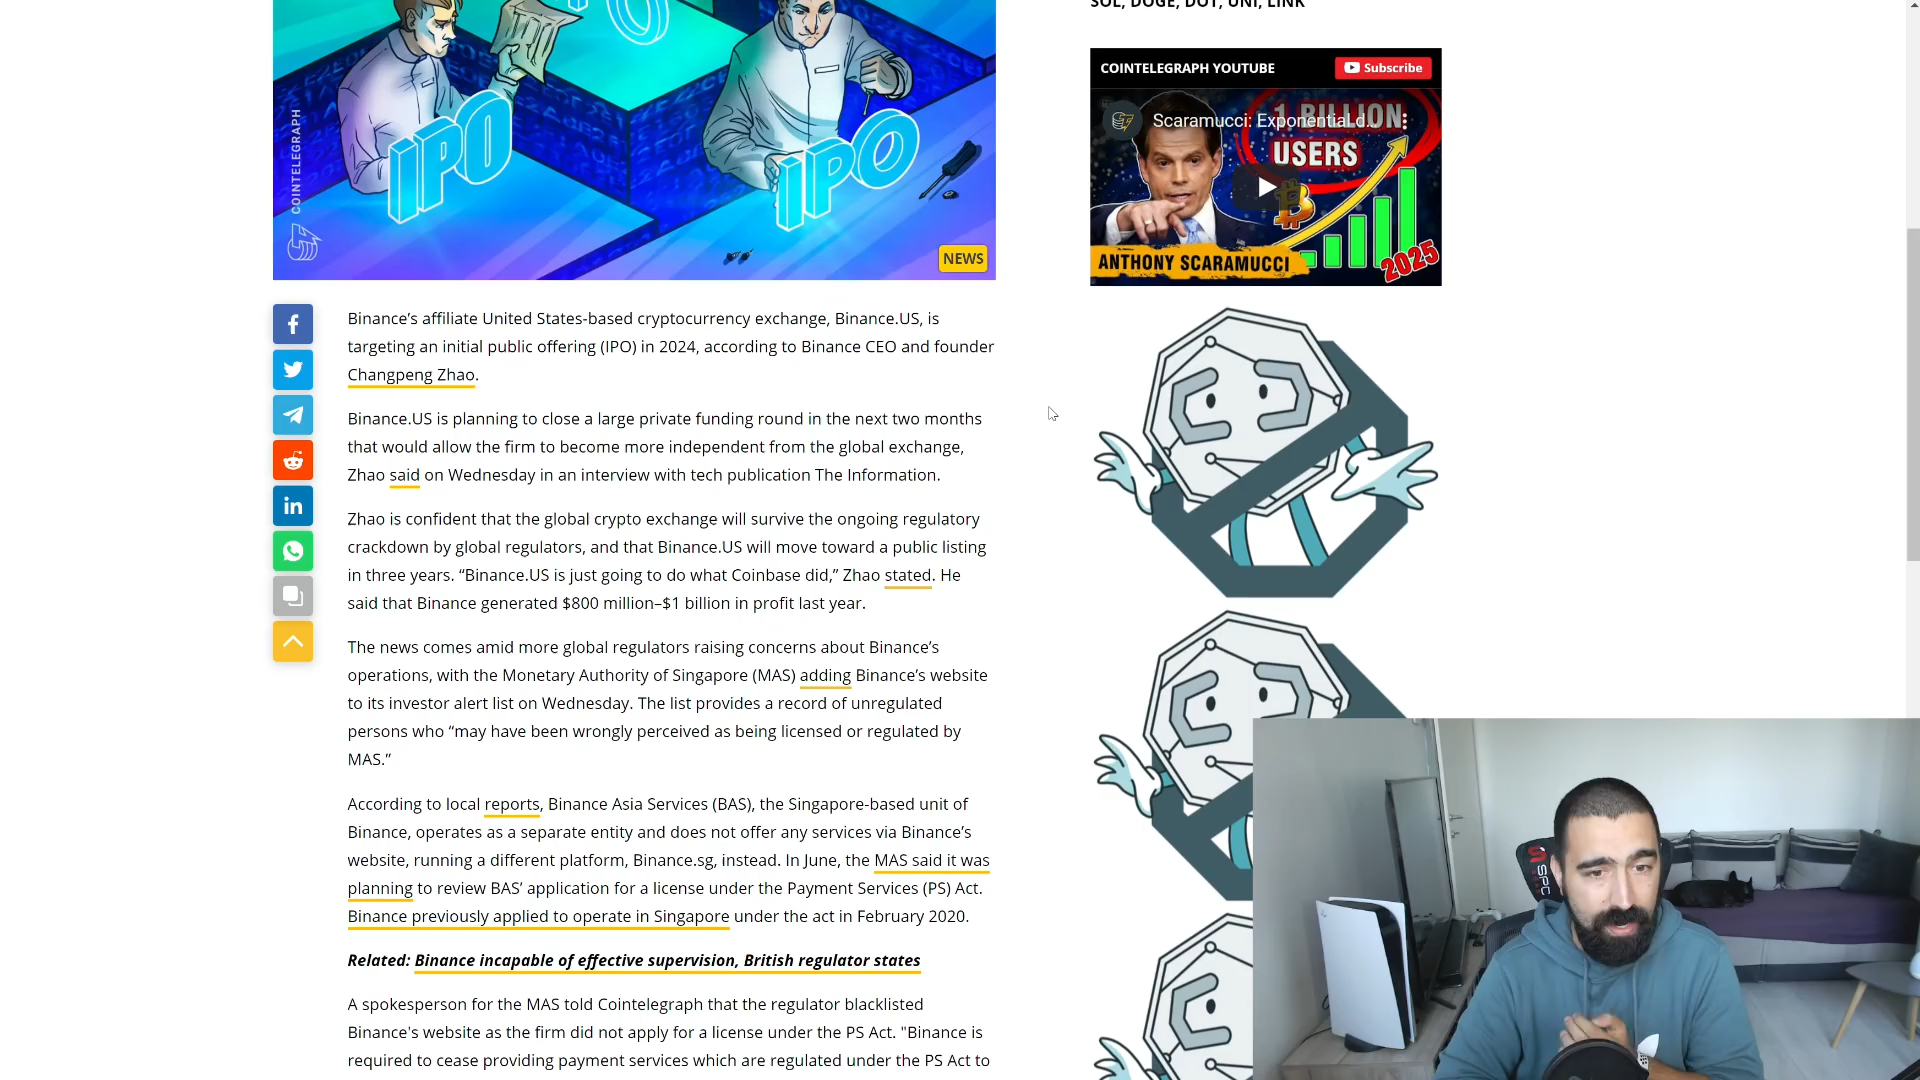 SOL, DOGE, DOT, UNI, LINK
IPO
IPO
COINTELEGRAPH
NEWS
COINTELEGRAPH YOUTUBE
Subscribe
Scaramucci: Exponential d...
1 BILLION
USERS
ANTHONY SCARAMUCCI
2025
Binance’s affiliate United States-based cryptocurrency exchange, Binance.US, is
targeting an initial public offering (IPO) in 2024, according to Binance CEO and founder
Changpeng Zhao.
Binance.US is planning to close a large private funding round in the next two months
that would allow the firm to become more independent from the global exchange,
Zhao said on Wednesday in an interview with tech publication The Information.
Zhao is confident that the global crypto exchange will survive the ongoing regulatory
crackdown by global regulators, and that Binance.US will move toward a public listing
in three years. “Binance.US is just going to do what Coinbase did,” Zhao stated. He
said that Binance generated $800 million–$1 billion in profit last year.
The news comes amid more global regulators raising concerns about Binance’s
operations, with the Monetary Authority of Singapore (MAS) adding Binance’s website
to its investor alert list on Wednesday. The list provides a record of unregulated
persons who “may have been wrongly perceived as being licensed or regulated by
MAS.”
According to local reports, Binance Asia Services (BAS), the Singapore-based unit of
Binance, operates as a separate entity and does not offer any services via Binance’s
website, running a different platform, Binance.sg, instead. In June, the MAS said it was
planning to review BAS’ application for a license under the Payment Services (PS) Act.
Binance previously applied to operate in Singapore under the act in February 2020.
Related: Binance incapable of effective supervision, British regulator states
A spokesperson for the MAS told Cointelegraph that the regulator blacklisted
Binance's website as the firm did not apply for a license under the PS Act. "Binance is
required to cease providing payment services which are regulated under the PS Act to
SPC